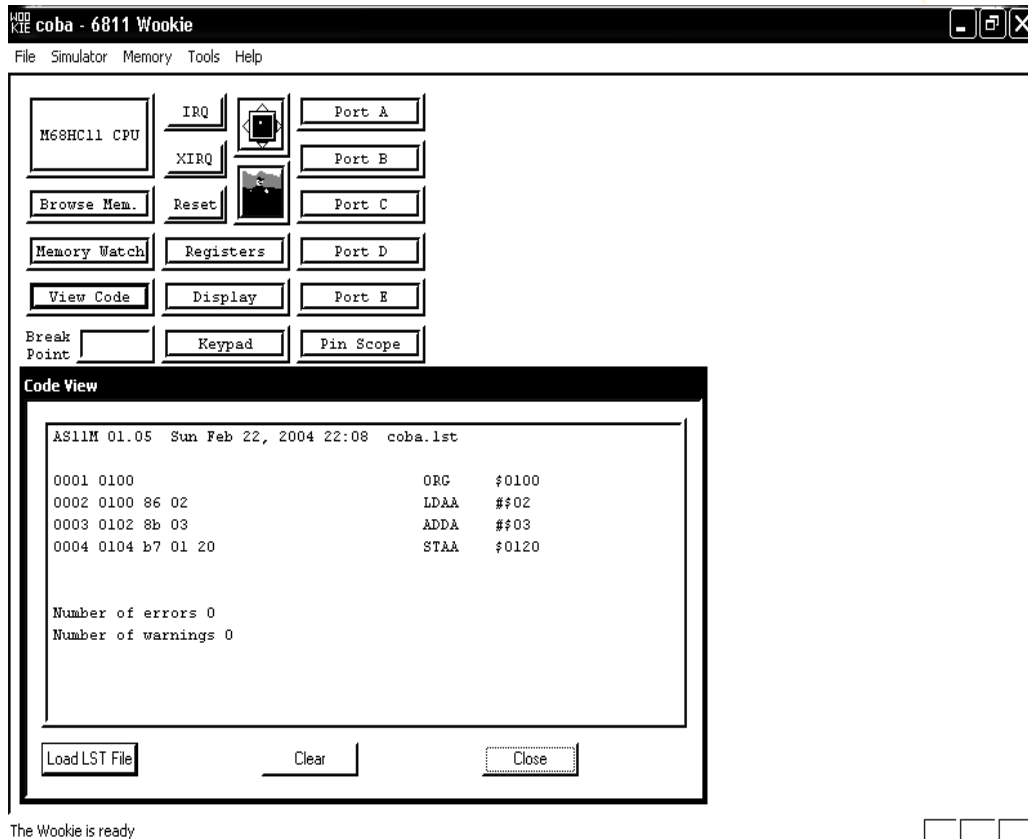 WOO KIE coba - 6811 Wookie
File Simulator Memory Tools Help
M68HC11 CPU
IRQ
Port A
XIRQ
Port B
Browse Mem.
Reset
Port C
Memory Watch
Registers
Port D
View Code
Display
Port E
Break Point
Keypad
Pin Scope
Code View
AS11M 01.05 Sun Feb 22, 2004 22:08 coba.lst
0001 0100 ORG $0100
0002 0100 86 02 LDAA #$02
0003 0102 8b 03 ADDA #$03
0004 0104 b7 01 20 STAA $0120
Number of errors 0
Number of warnings 0
Load LST File
Clear
Close
The Wookie is ready